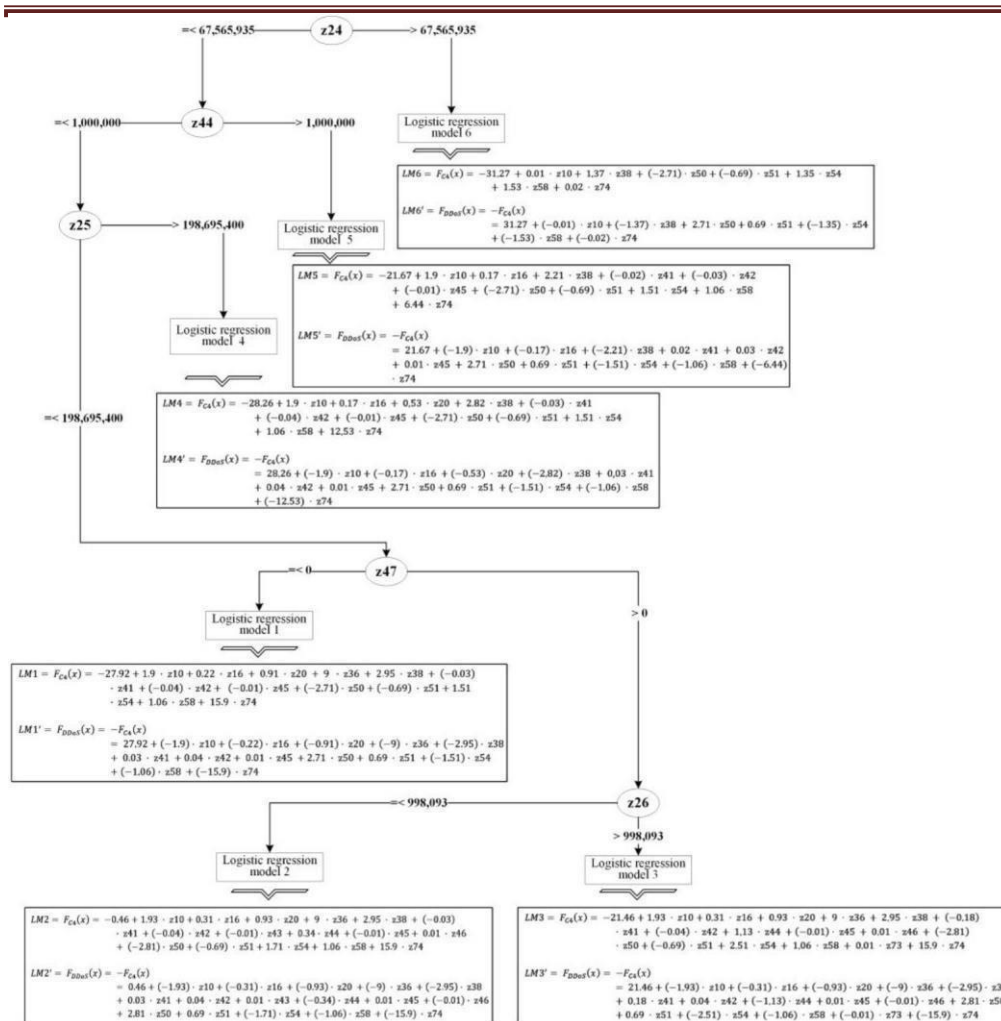 =< 67,565,935
z24
> 67,565,935
=< 1,000,000
z44
> 1,000,000
Logistic regression
model 6
LM6 = F_C4(x) = −31.27 + 0.01 · z10 + 1.37 · z38 + (−2.71) · z50 + (−0.69) · z51 + 1.35 · z54
+ 1.53 · z58 + 0.02 · z74
LM6' = F_DDoS(x) = −F_C4(x)
= 31.27 + (−0.01) · z10 + (−1.37) · z38 + 2.71 · z50 + 0.69 · z51 + (−1.35) · z54
+ (−1.53) · z58 + (−0.02) · z74
z25
> 198,695,400
Logistic regression
model 5
LM5 = F_C4(x) = −21.67 + 1.9 · z10 + 0.17 · z16 + 2.21 · z38 + (−0.02) · z41 + (−0.03) · z42
+ (−0.01) · z45 + (−2.71) · z50 + (−0.69) · z51 + 1.51 · z54 + 1.06 · z58
+ 6.44 · z74
LM5' = F_DDoS(x) = −F_C4(x)
= 21.67 + (−1.9) · z10 + (−0.17) · z16 + (−2.21) · z38 + 0.02 · z41 + 0.03 · z42
+ 0.01 · z45 + 2.71 · z50 + 0.69 · z51 + (−1.51) · z54 + (−1.06) · z58 + (−6.44)
· z74
Logistic regression
model 4
=< 198,695,400
LM4 = F_C4(x) = −28.26 + 1.9 · z10 + 0.17 · z16 + 0,53 · z20 + 2.82 · z38 + (−0.03) · z41
+ (−0.04) · z42 + (−0.01) · z45 + (−2.71) · z50 + (−0.69) · z51 + 1.51 · z54
+ 1.06 · z58 + 12,53 · z74
LM4' = F_DDoS(x) = −F_C4(x)
= 28.26 + (−1.9) · z10 + (−0.17) · z16 + (−0.53) · z20 + (−2.82) · z38 + 0,03 · z41
+ 0.04 · z42 + 0.01 · z45 + 2.71 · z50 + 0.69 · z51 + (−1.51) · z54 + (−1.06) · z58
+ (−12.53) · z74
=< 0
z47
> 0
Logistic regression
model 1
LM1 = F_C4(x) = −27.92 + 1.9 · z10 + 0.22 · z16 + 0.91 · z20 + 9 · z36 + 2.95 · z38 + (−0.03)
· z41 + (−0.04) · z42 + (−0.01) · z45 + (−2.71) · z50 + (−0.69) · z51 + 1.51
· z54 + 1.06 · z58 + 15.9 · z74
LM1' = F_DDoS(x) = −F_C4(x)
= 27.92 + (−1.9) · z10 + (−0.22) · z16 + (−0.91) · z20 + (−9) · z36 + (−2.95) · z38
+ 0.03 · z41 + 0.04 · z42 + 0.01 · z45 + 2.71 · z50 + 0.69 · z51 + (−1.51) · z54
+ (−1.06) · z58 + (−15.9) · z74
=< 998,093
z26
> 998,093
Logistic regression
model 2
Logistic regression
model 3
LM2 = F_C4(x) = −0.46 + 1.93 · z10 + 0.31 · z16 + 0.93 · z20 + 9 · z36 + 2.95 · z38 + (−0.03)
· z41 + (−0.04) · z42 + (−0.01) · z43 + 0.34 · z44 + (−0.01) · z45 + 0.01 · z46
+ (−2.81) · z50 + (−0.69) · z51 + 1.71 · z54 + 1.06 · z58 + 15.9 · z74
LM2' = F_DDoS(x) = −F_C4(x)
= 0.46 + (−1.93) · z10 + (−0.31) · z16 + (−0.93) · z20 + (−9) · z36 + (−2.95) · z38
+ 0.03 · z41 + 0.04 · z42 + 0.01 · z43 + (−0.34) · z44 + 0.01 · z45 + (−0.01) · z46
+ 2.81 · z50 + 0.69 · z51 + (−1.71) · z54 + (−1.06) · z58 + (−15.9) · z74
LM3 = F_C4(x) = −21.46 + 1.93 · z10 + 0.31 · z16 + 0.93 · z20 + 9 · z36 + 2.95 · z38 + (−0.18)
· z41 + (−0.04) · z42 + 1,13 · z44 + (−0.01) · z45 + 0.01 · z46 + (−2.81)
· z50 + (−0.69) · z51 + 2.51 · z54 + 1,06 · z58 + 0.01 · z73 + 15.9 · z74
LM3' = F_DDoS(x) = −F_C4(x)
= 21.46 + (−1.93) · z10 + (−0.31) · z16 + (−0.93) · z20 + (−9) · z36 + (−2.95) ·
+ 0.18 · z41 + 0.04 · z42 + (−1.13) · z44 + 0.01 · z45 + (−0.01) · z46 + 2.81 ·
+ 0.69 · z51 + (−2.51) · z54 + (−1.06) · z58 + (−0.01) · z73 + (−15.9) · z74